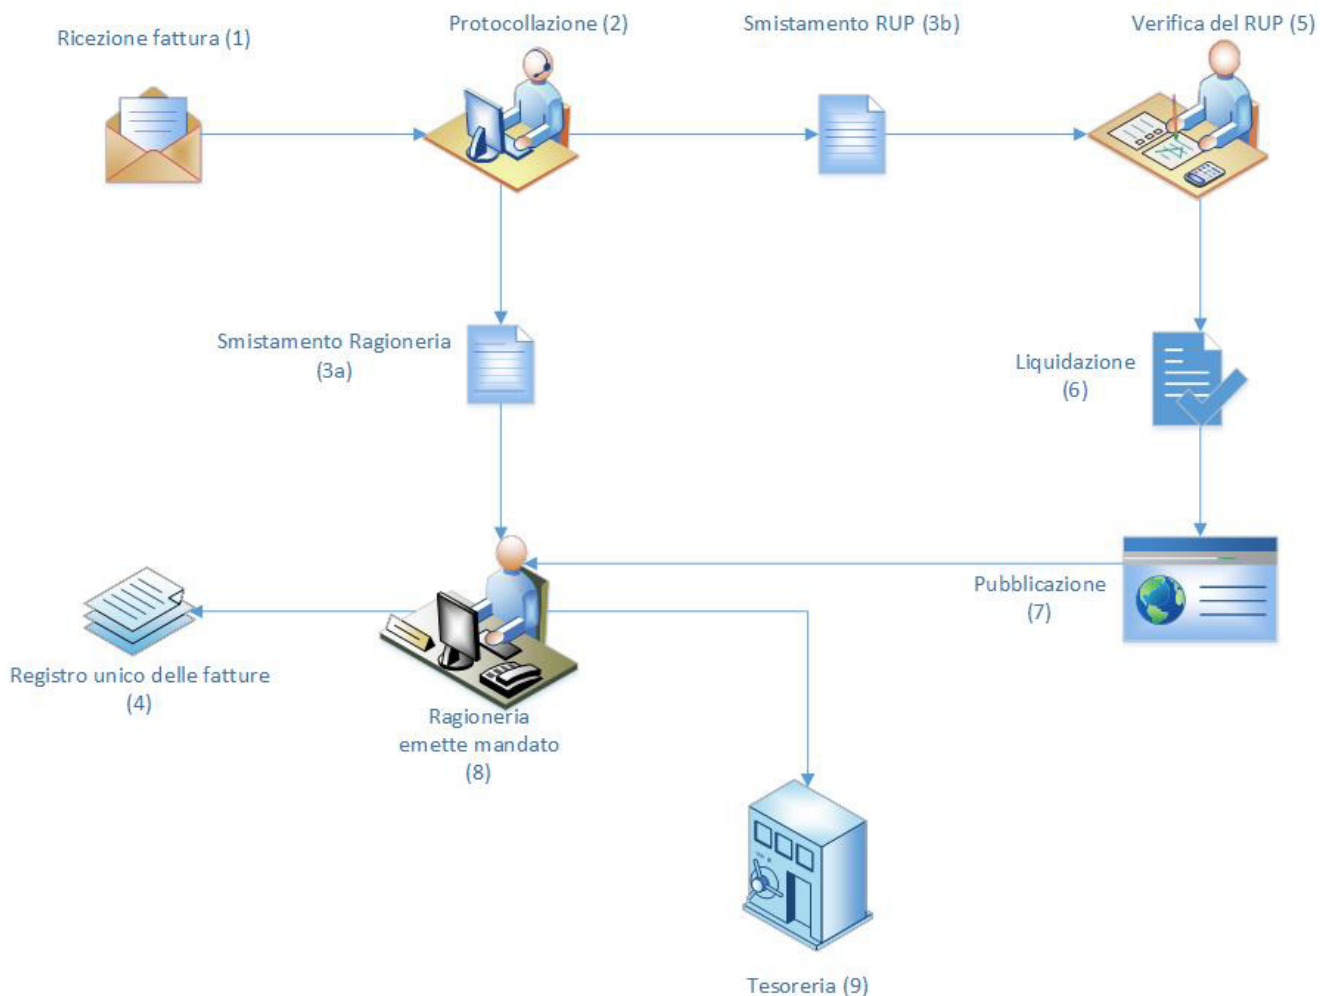 Ricezione fattura (1)
Protocollazione (2)
Smistamento RUP (3b)
Verifica del RUP (5)
Smistamento Ragioneria
(3a)
Liquidazione
(6)
Pubblicazione
(7)
Registro unico delle fatture
(4)
Ragioneria
emette mandato
(8)
Tesoreria (9)